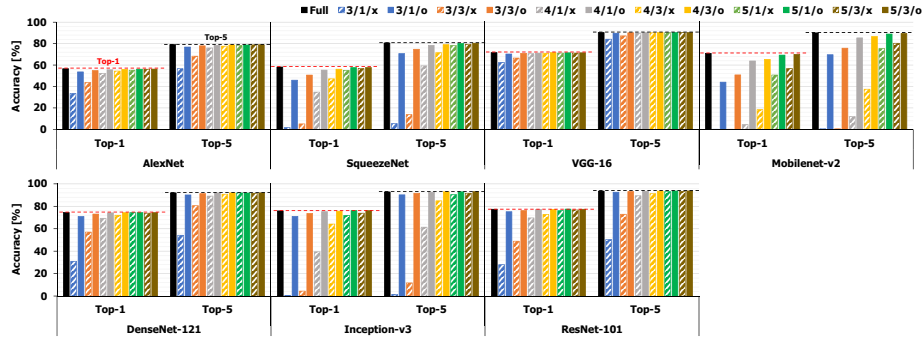 Full 3/1/x 3/1/o 3/3/x 3/3/o 4/1/x 4/1/o 4/3/x 4/3/o 5/1/x 5/1/o 5/3/x 5/3/o
Accuracy [%]
100
80
60
40
20
0
Top-1
Top-5
Top-1 Top-5 Top-1 Top-5 Top-1 Top-5 Top-1 Top-5
AlexNet SqueezeNet VGG-16 Mobilenet-v2
Accuracy [%]
100
80
60
40
20
0
Top-1 Top-5 Top-1 Top-5 Top-1 Top-5
DenseNet-121 Inception-v3 ResNet-101